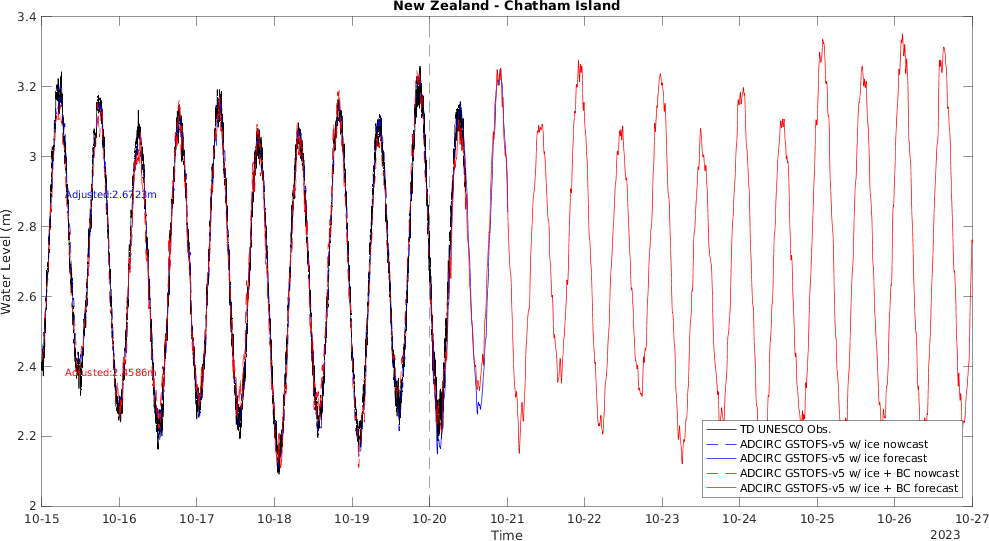 New Zealand - Chatham Island
3.4
3.2
3
2.8
2.6
2.4
2.2
2
Water Level (m)
Adjusted:2.6723m
Adjusted:2.4586m
TD UNESCO Obs.
ADCIRC GSTOFS-v5 w/ ice nowcast
ADCIRC GSTOFS-v5 w/ ice forecast
ADCIRC GSTOFS-v5 w/ ice + BC nowcast
ADCIRC GSTOFS-v5 w/ ice + BC forecast
10-15 10-16 10-17 10-18 10-19 10-20 10-21 10-22 10-23 10-24 10-25 10-26 10-27
Time
2023